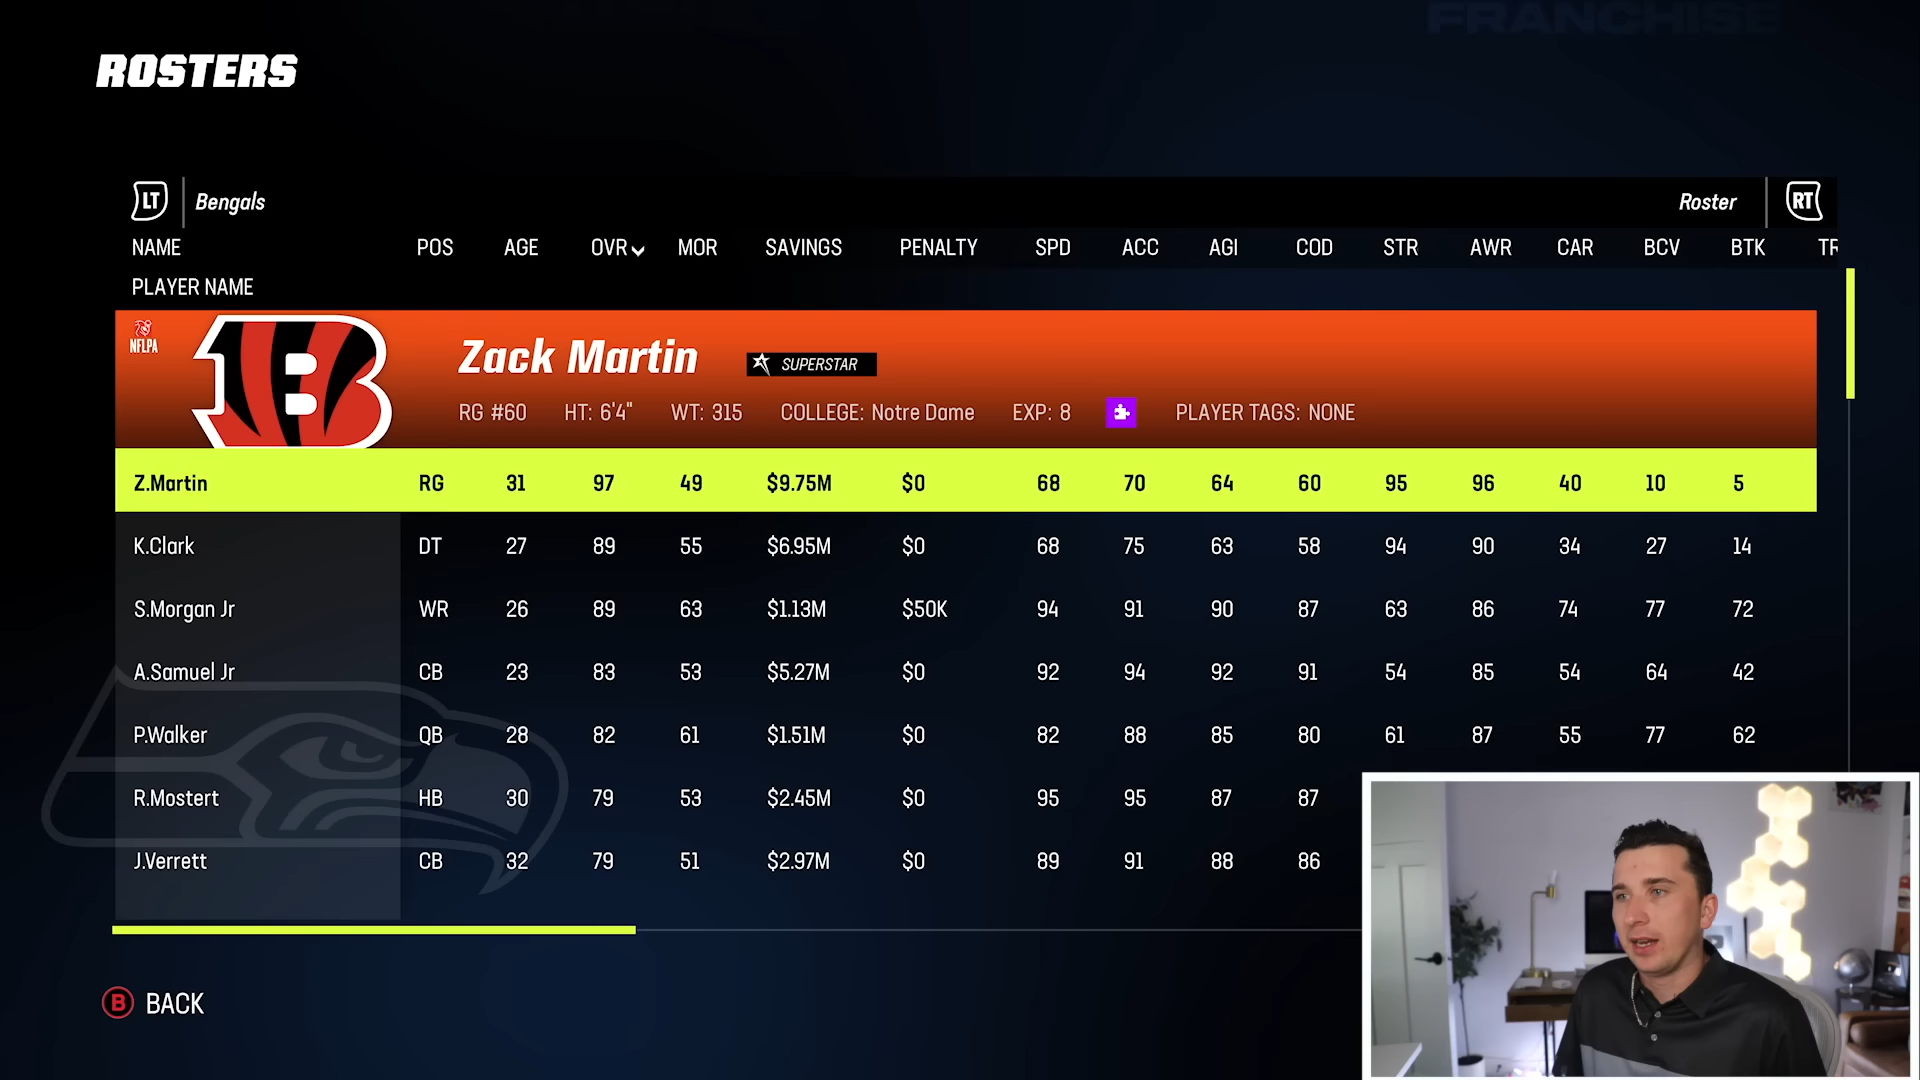 FRANCHISE
ROSTERS
LT Bengals Roster RT
NAME POS AGE OVR MOR SAVINGS PENALTY SPD ACC AGI COD STR AWR CAR BCV BTK TR
PLAYER NAME
NFLPA
Zack Martin SUPERSTAR
RG #60 HT: 6'4" WT: 315 COLLEGE: Notre Dame EXP: 8 PLAYER TAGS: NONE
Z.Martin RG 31 97 49 $9.75M $0 68 70 64 60 95 96 40 10 5
K.Clark DT 27 89 55 $6.95M $0 68 75 63 58 94 90 34 27 14
S.Morgan Jr WR 26 89 63 $1.13M $50K 94 91 90 87 63 86 74 77 72
A.Samuel Jr CB 23 83 53 $5.27M $0 92 94 92 91 54 85 54 64 42
P.Walker QB 28 82 61 $1.51M $0 82 88 85 80 61 87 55 77 62
R.Mostert HB 30 79 53 $2.45M $0 95 95 87 87
J.Verrett CB 32 79 51 $2.97M $0 89 91 88 86
B BACK